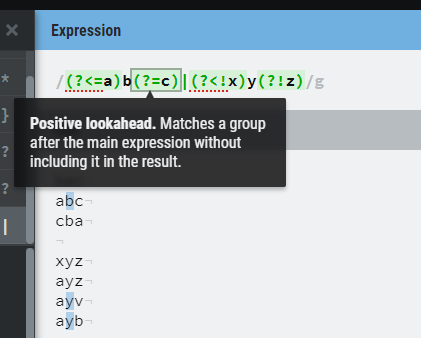 Expression
/(?<=a)b(?=c)|(?<!x)y(?!z)/g
*
}
?
?
|
Positive lookahead. Matches a group
after the main expression without
including it in the result.
abc¬
cba¬
¬
xyz¬
ayz¬
ayv¬
ayb¬